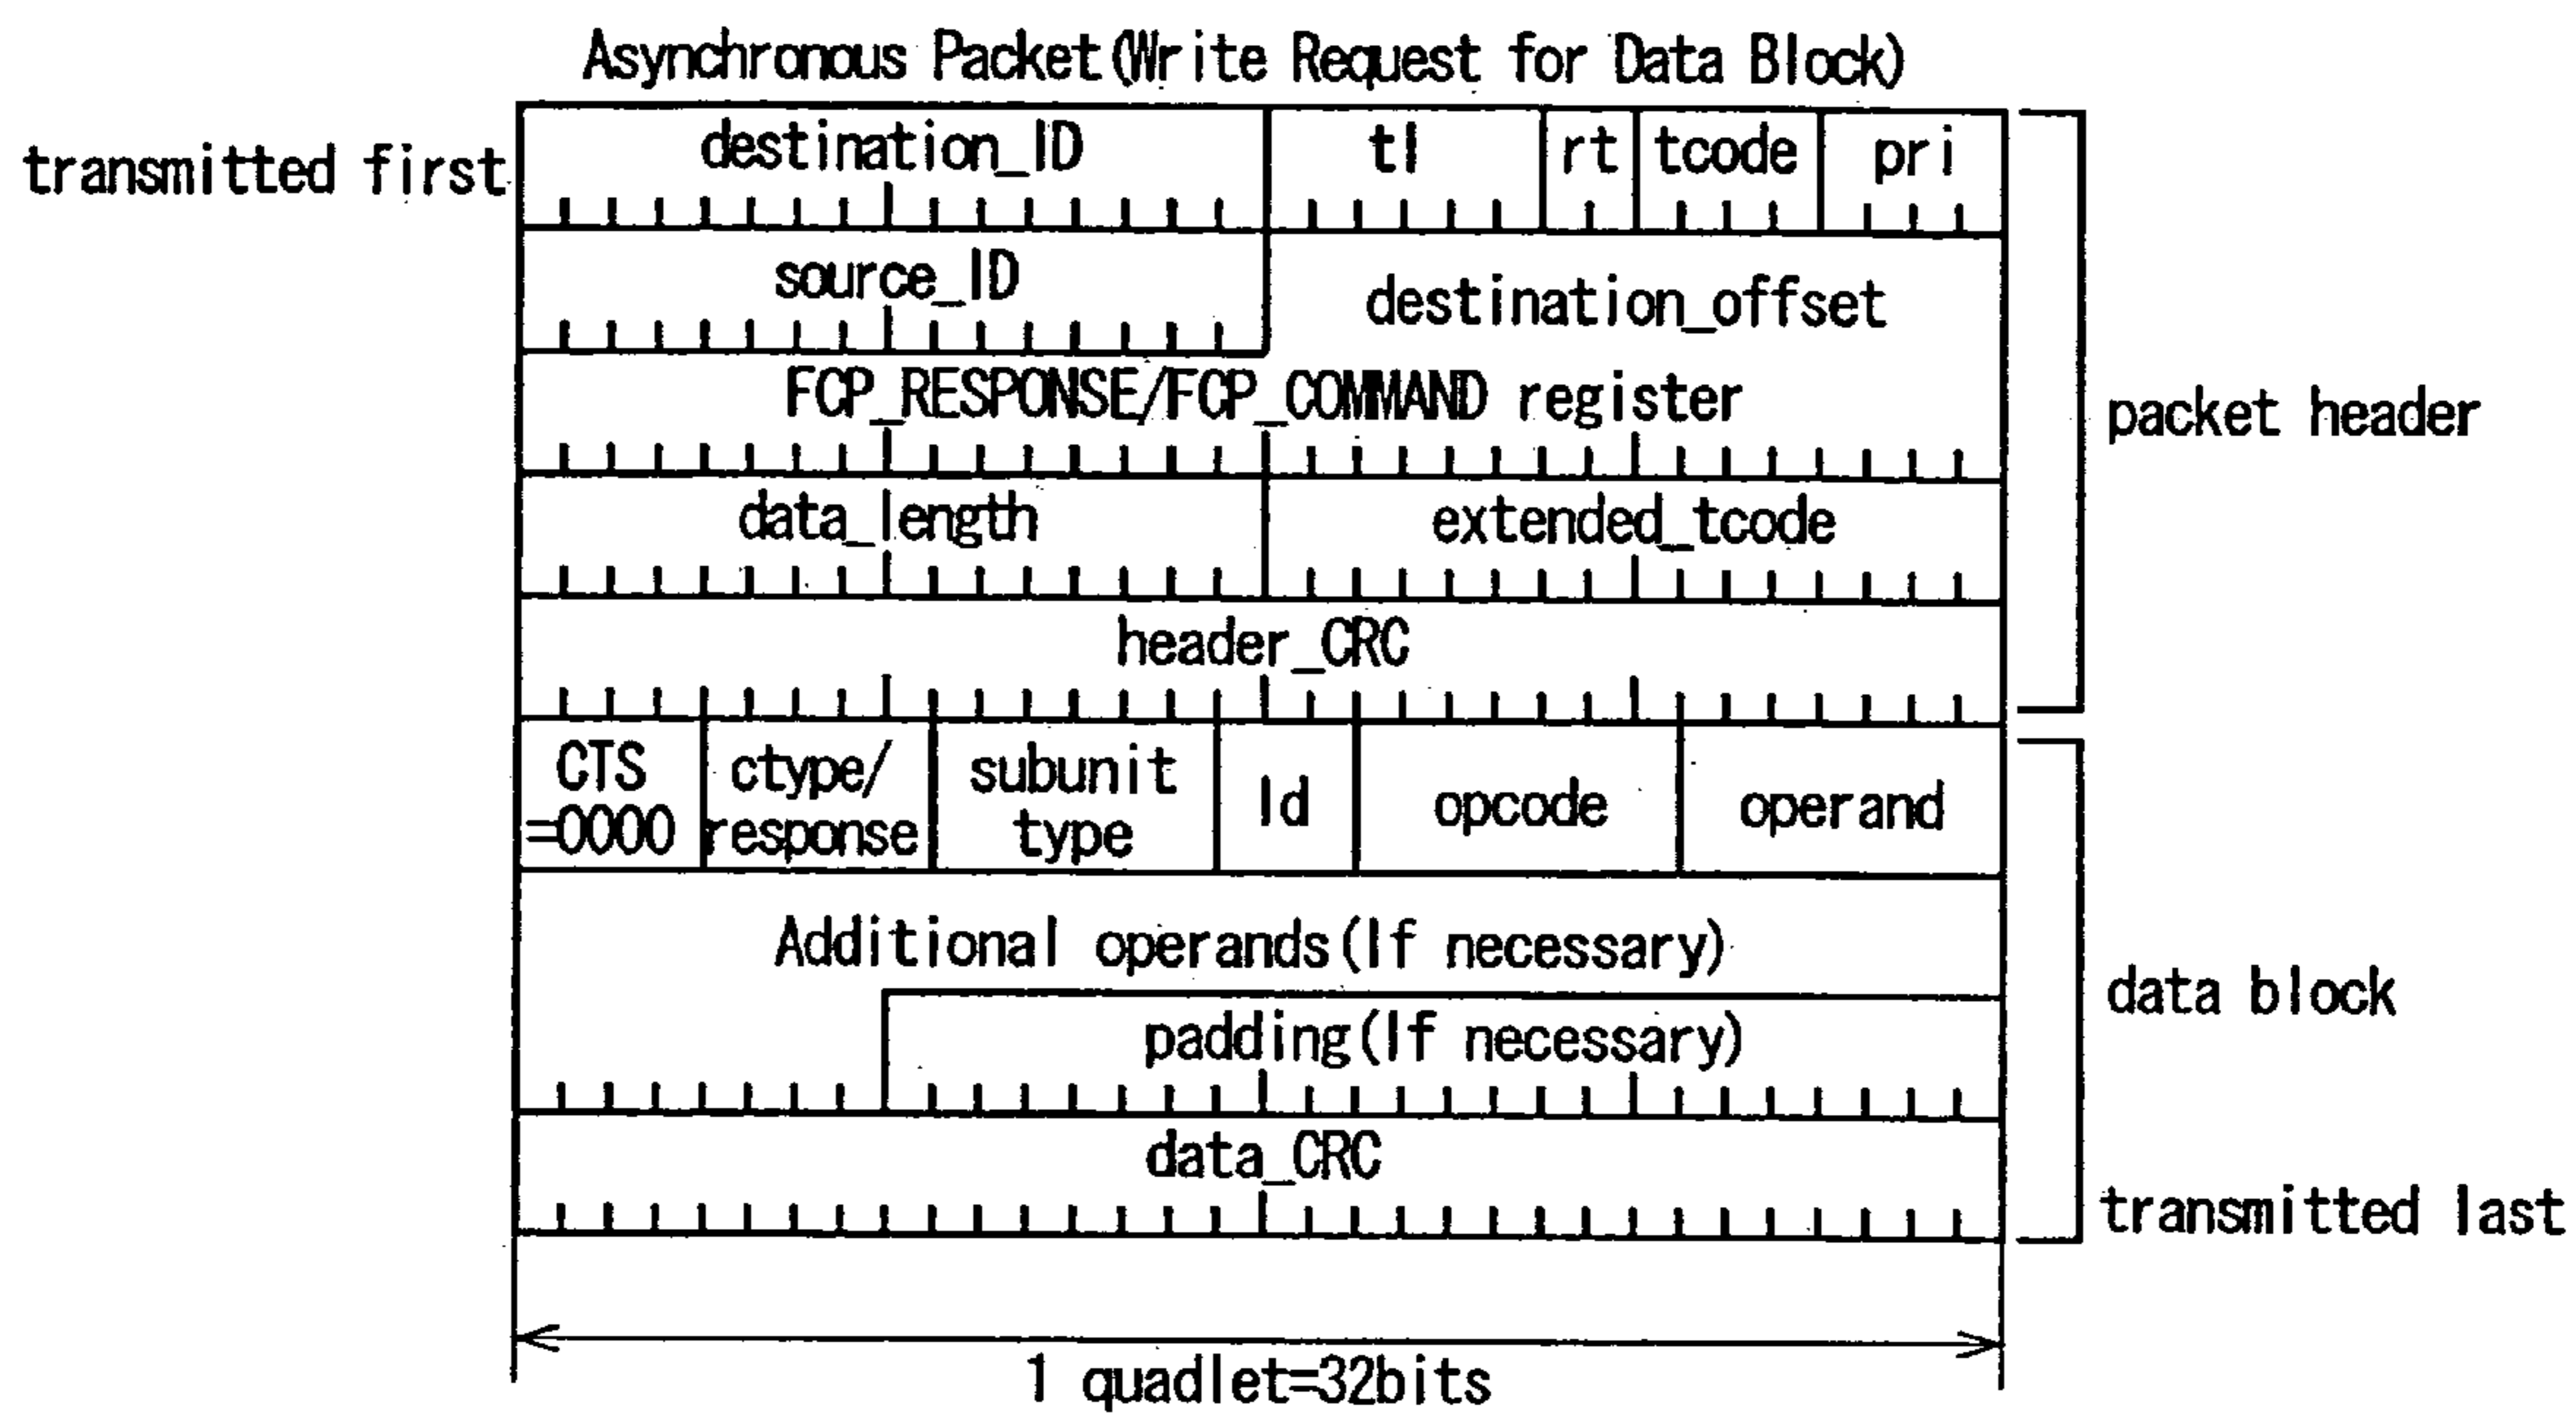 Asynchronous Packet(Write Request for Data Block)
transmitted first
destination_ID
tl
rt
tcode
pri
source_ID
destination_offset
FCP_RESPONSE/FCP_COMMAND register
packet header
data_length
extended_tcode
header_CRC
CTS
=0000
ctype/
response
subunit
type
Id
opcode
operand
Additional operands(If necessary)
padding(If necessary)
data block
data_CRC
transmitted last
1 quadlet=32bits